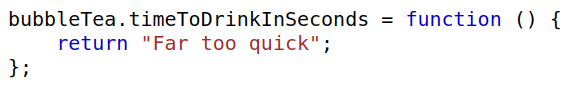 bubbleTea.timeToDrinkInSeconds = function () {
    return "Far too quick";
};